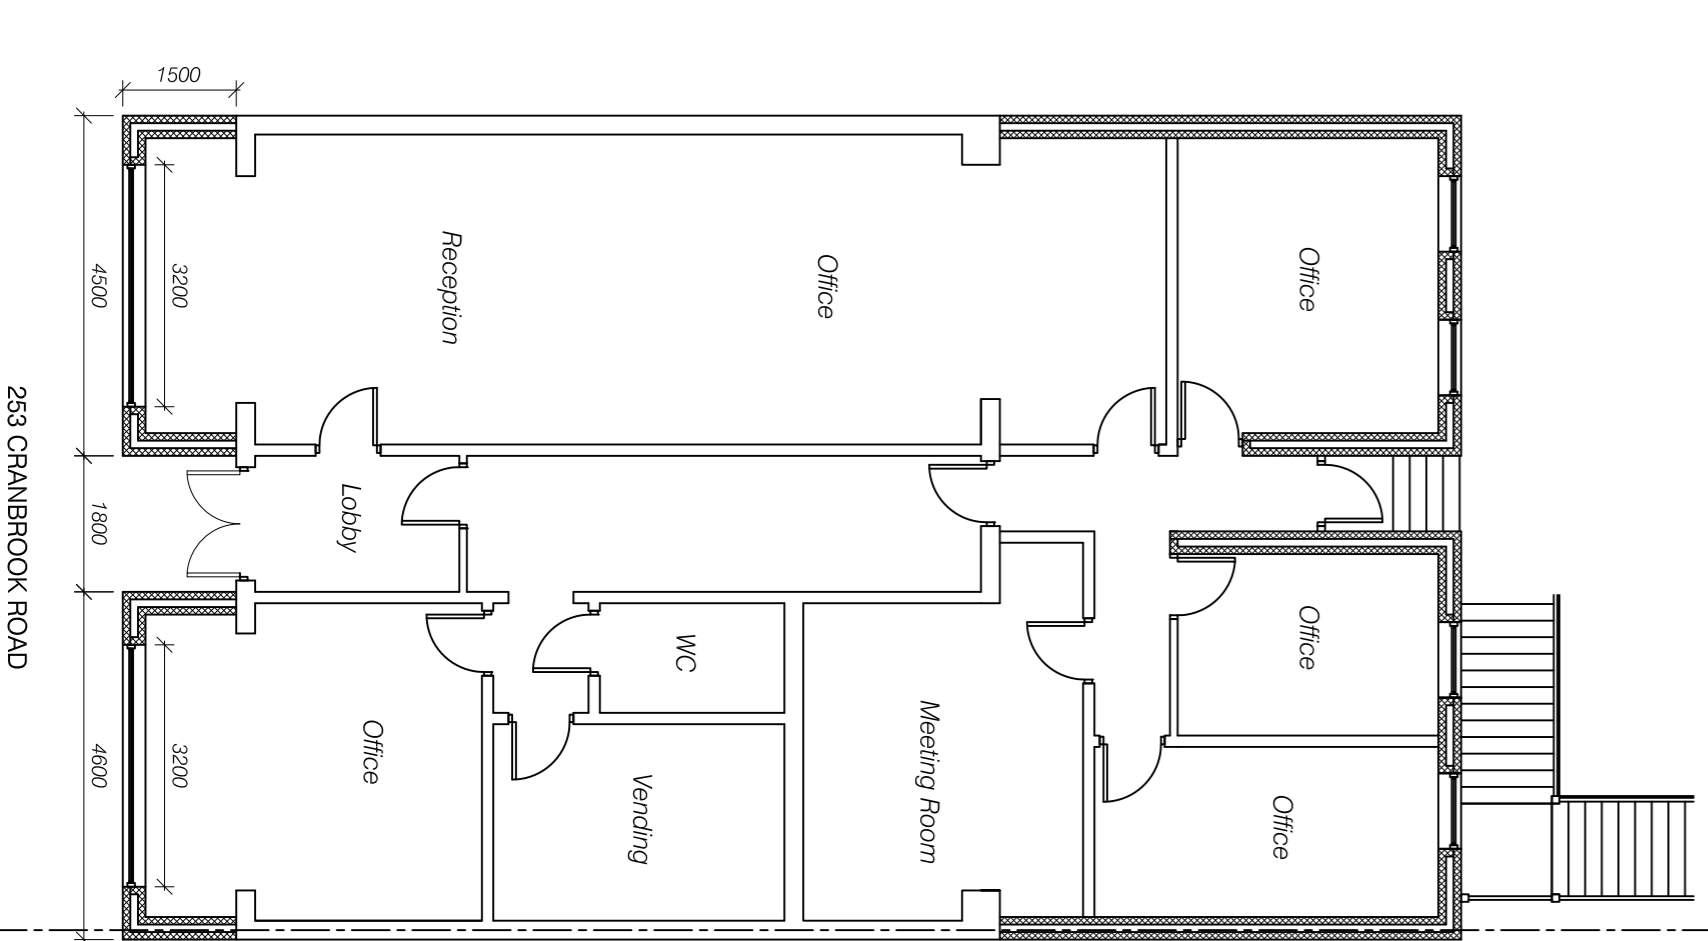 1500
4500
3200
Reception
Office
Office
253 CRANBROOK ROAD
1800
Lobby
4600
3200
Office
WC
Vending
Meeting Room
Office
Office